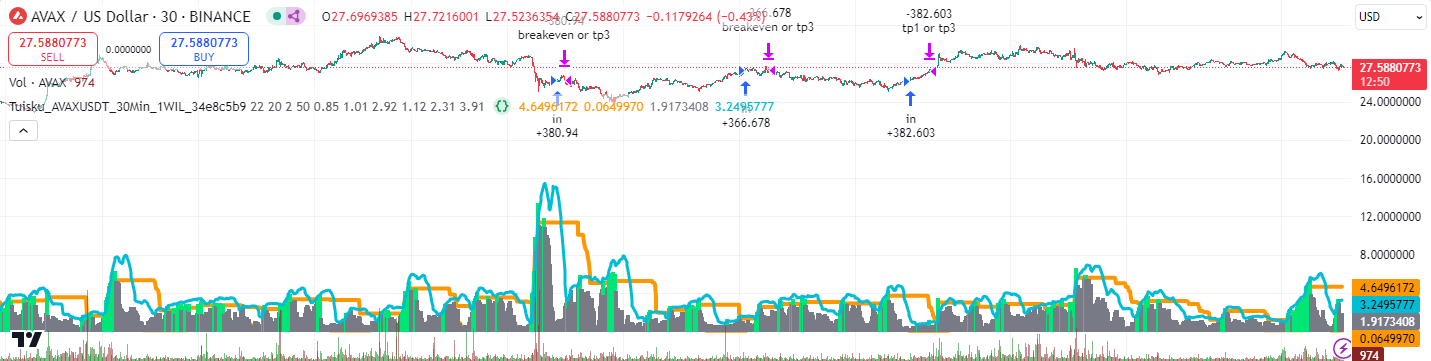 AVAX / US Dollar · 30 · BINANCE O27.6969385 H27.7216001 L27.5236354 C27.5880773 −0.1179264 (−0.43%)
USD
27.5880773
SELL
0.0000000
27.5880773
BUY
breakeven or tp3
-366.678
breakeven or tp3
-382.603
tp1 or tp3
Vol · AVAX 974
Tuisku_AVAXUSDT_30Min_1WIL_34e8c5b9 22 20 2 50 0.85 1.01 2.92 1.12 2.31 3.91 4.6496172 0.0649970 1.9173408 3.2495777
in
+380.94
+366.678
in
+382.603
27.5880773
12:50
24.0000000
20.0000000
16.0000000
12.0000000
8.0000000
4.6496172
3.2495777
1.9173408
0.0649970
974